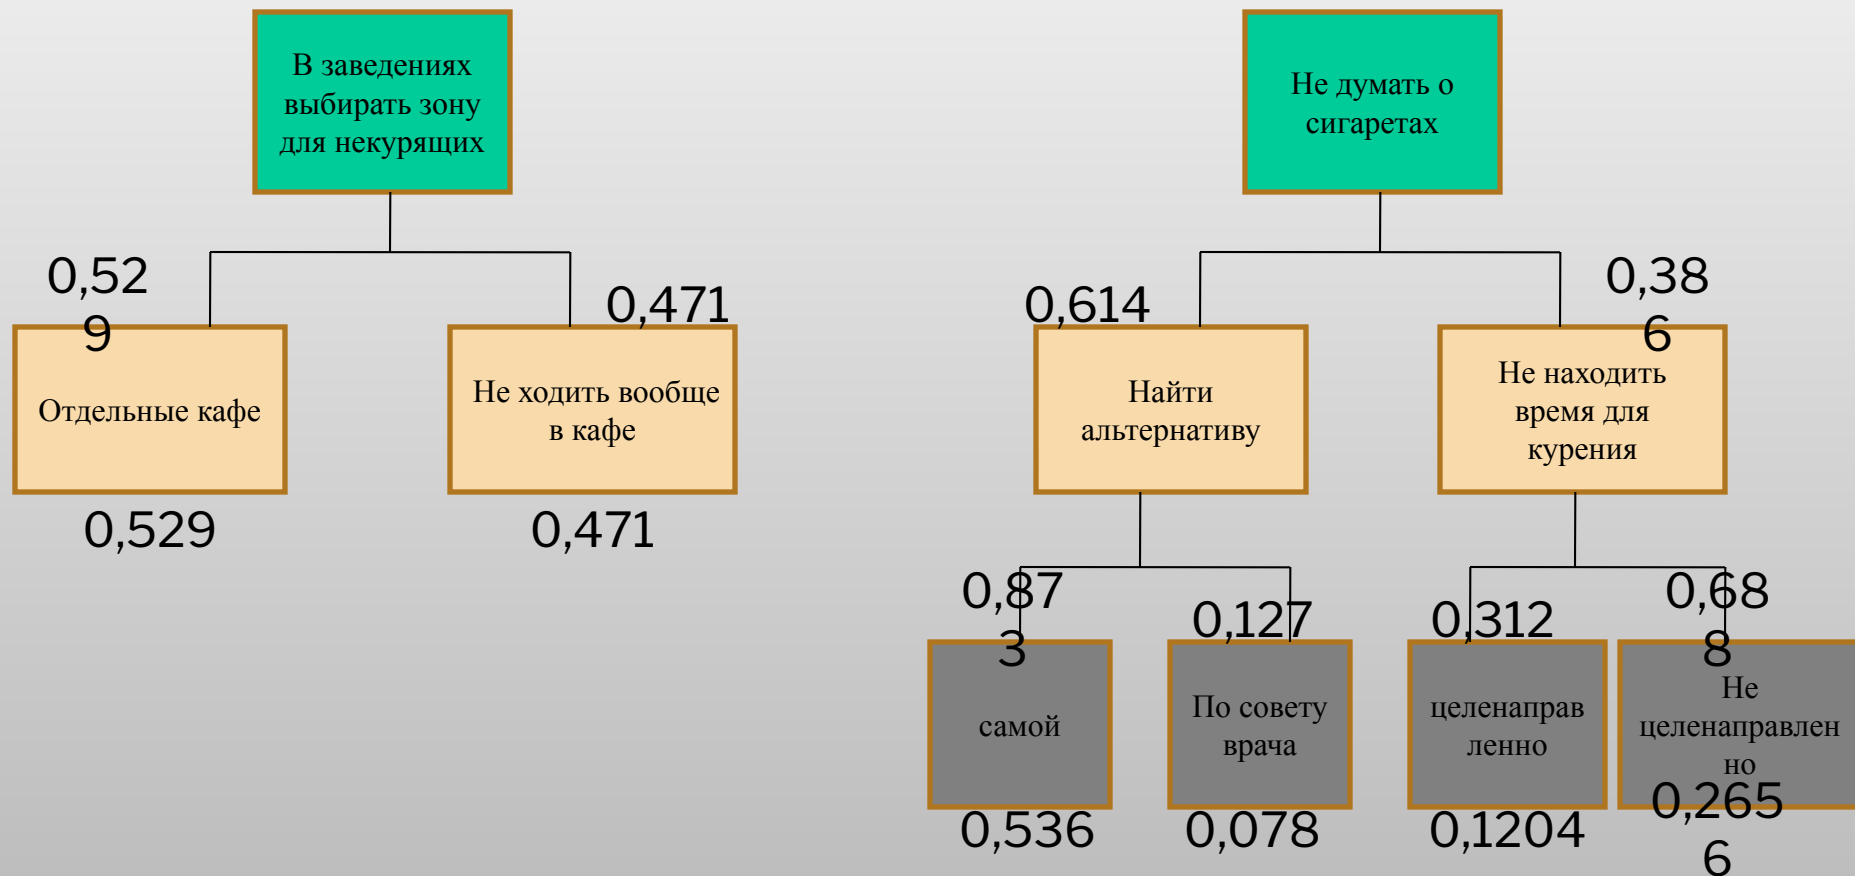 В заведениях
выбирать зону
для некурящих
Не думать о
сигаретах
0,52
9
0,471
0,614
0,38
6
Отдельные кафе
Не ходить вообще
в кафе
Найти
альтернативу
Не находить
время для
курения
0,529
0,471
0,87
3
0,127
0,312
0,68
8
самой
По совету
врача
целенаправ
ленно
Не
целенаправлен
но
0,536
0,078
0,1204
0,265
6